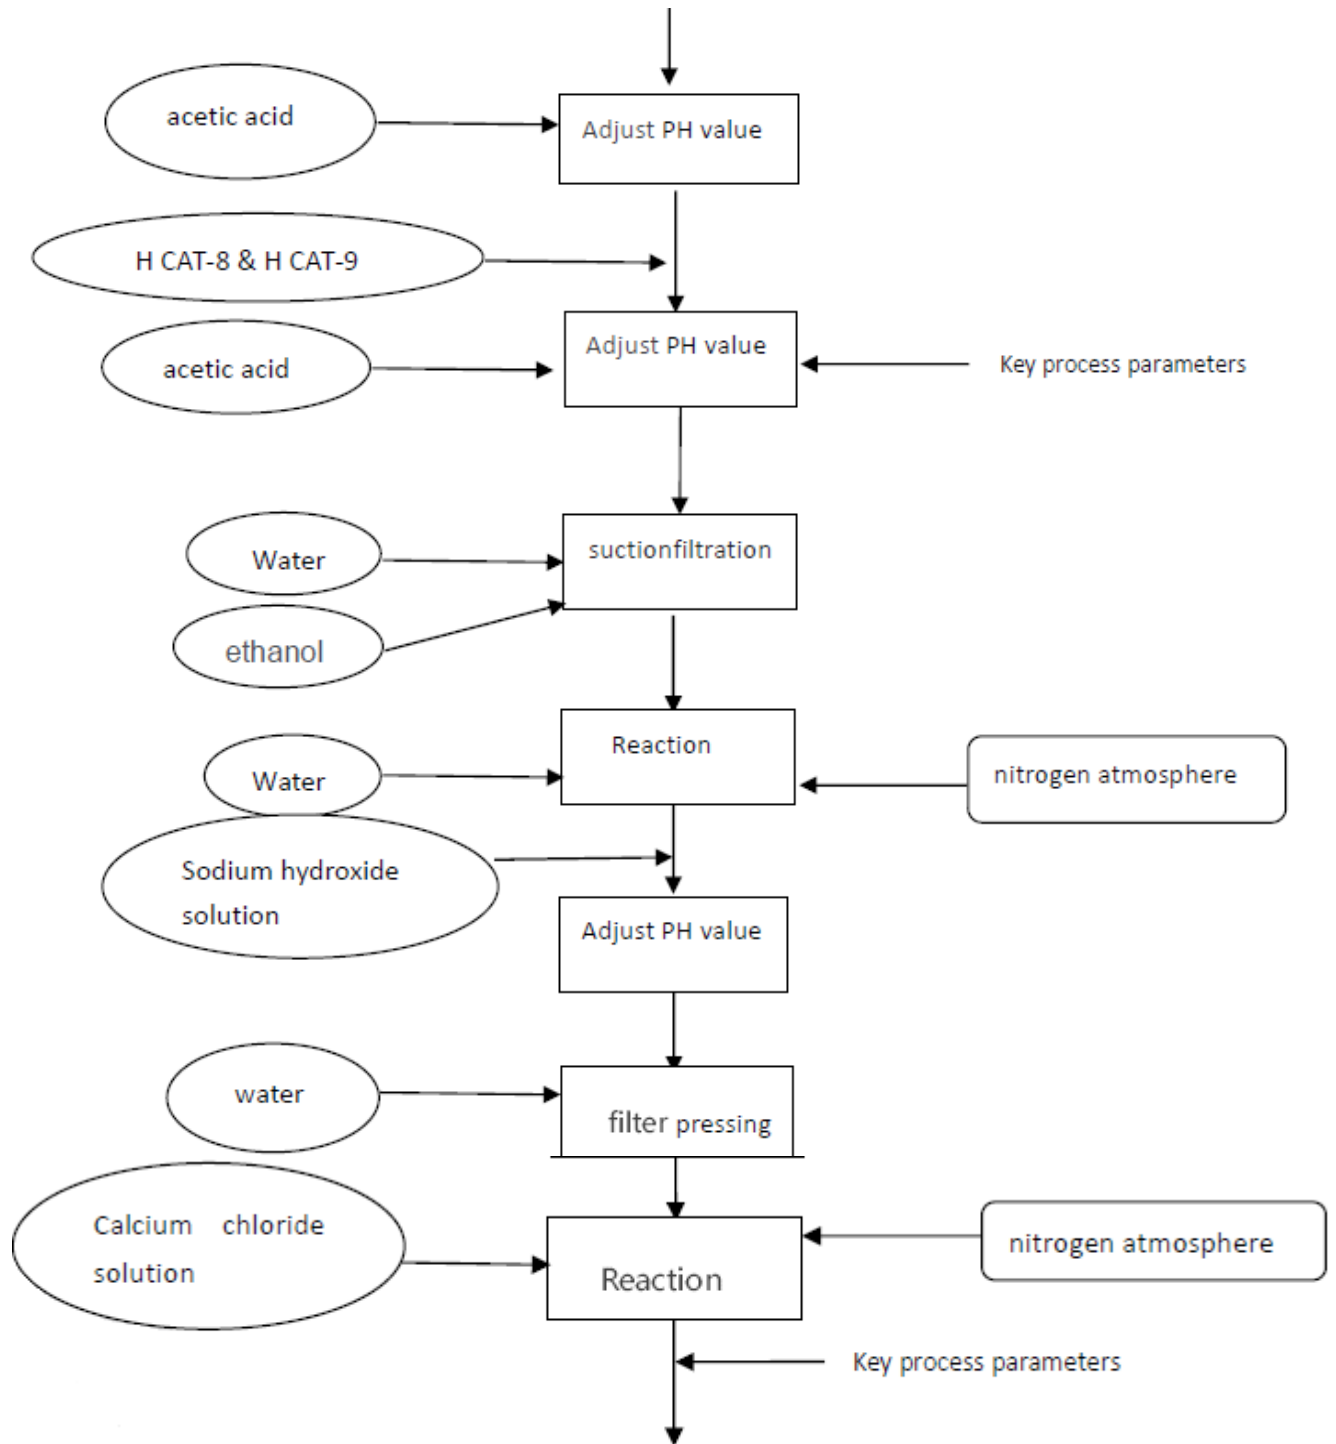 acetic acid
Adjust PH value
H CAT-8 & H CAT-9
Adjust PH value
acetic acid
Key process parameters
suctionfiltration
Water
ethanol
Reaction
Water
nitrogen atmosphere
Sodium hydroxide
solution
Adjust PH value
water
filter pressing
Calcium chloride
solution
Reaction
nitrogen atmosphere
Key process parameters